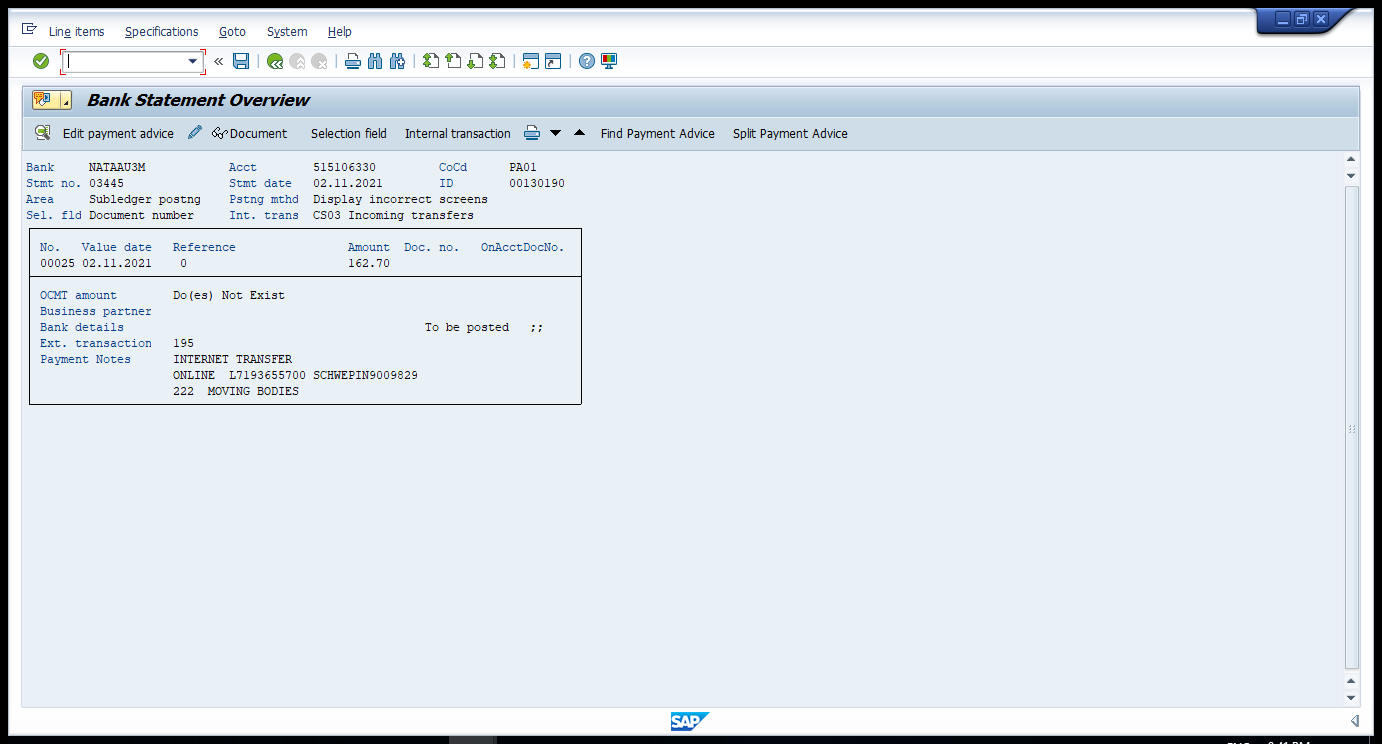 Line items Specifications Goto System Help
Bank Statement Overview
Edit payment advice Document Selection field Internal transaction Find Payment Advice Split Payment Advice
Bank NATAAU3M Acct 515106330 CoCd PA01
Stmt no. 03445 Stmt date 02.11.2021 ID 00130190
Area Subledger postng Pstng mthd Display incorrect screens
Sel. fld Document number Int. trans CS03 Incoming transfers
No. Value date Reference Amount Doc. no. OnAcctDocNo.
00025 02.11.2021 0 162.70
OCMT amount Do(es) Not Exist
Business partner
Bank details To be posted ;;
Ext. transaction 195
Payment Notes INTERNET TRANSFER
ONLINE L7193655700 SCHWEPIN9009829
222 MOVING BODIES
SAP